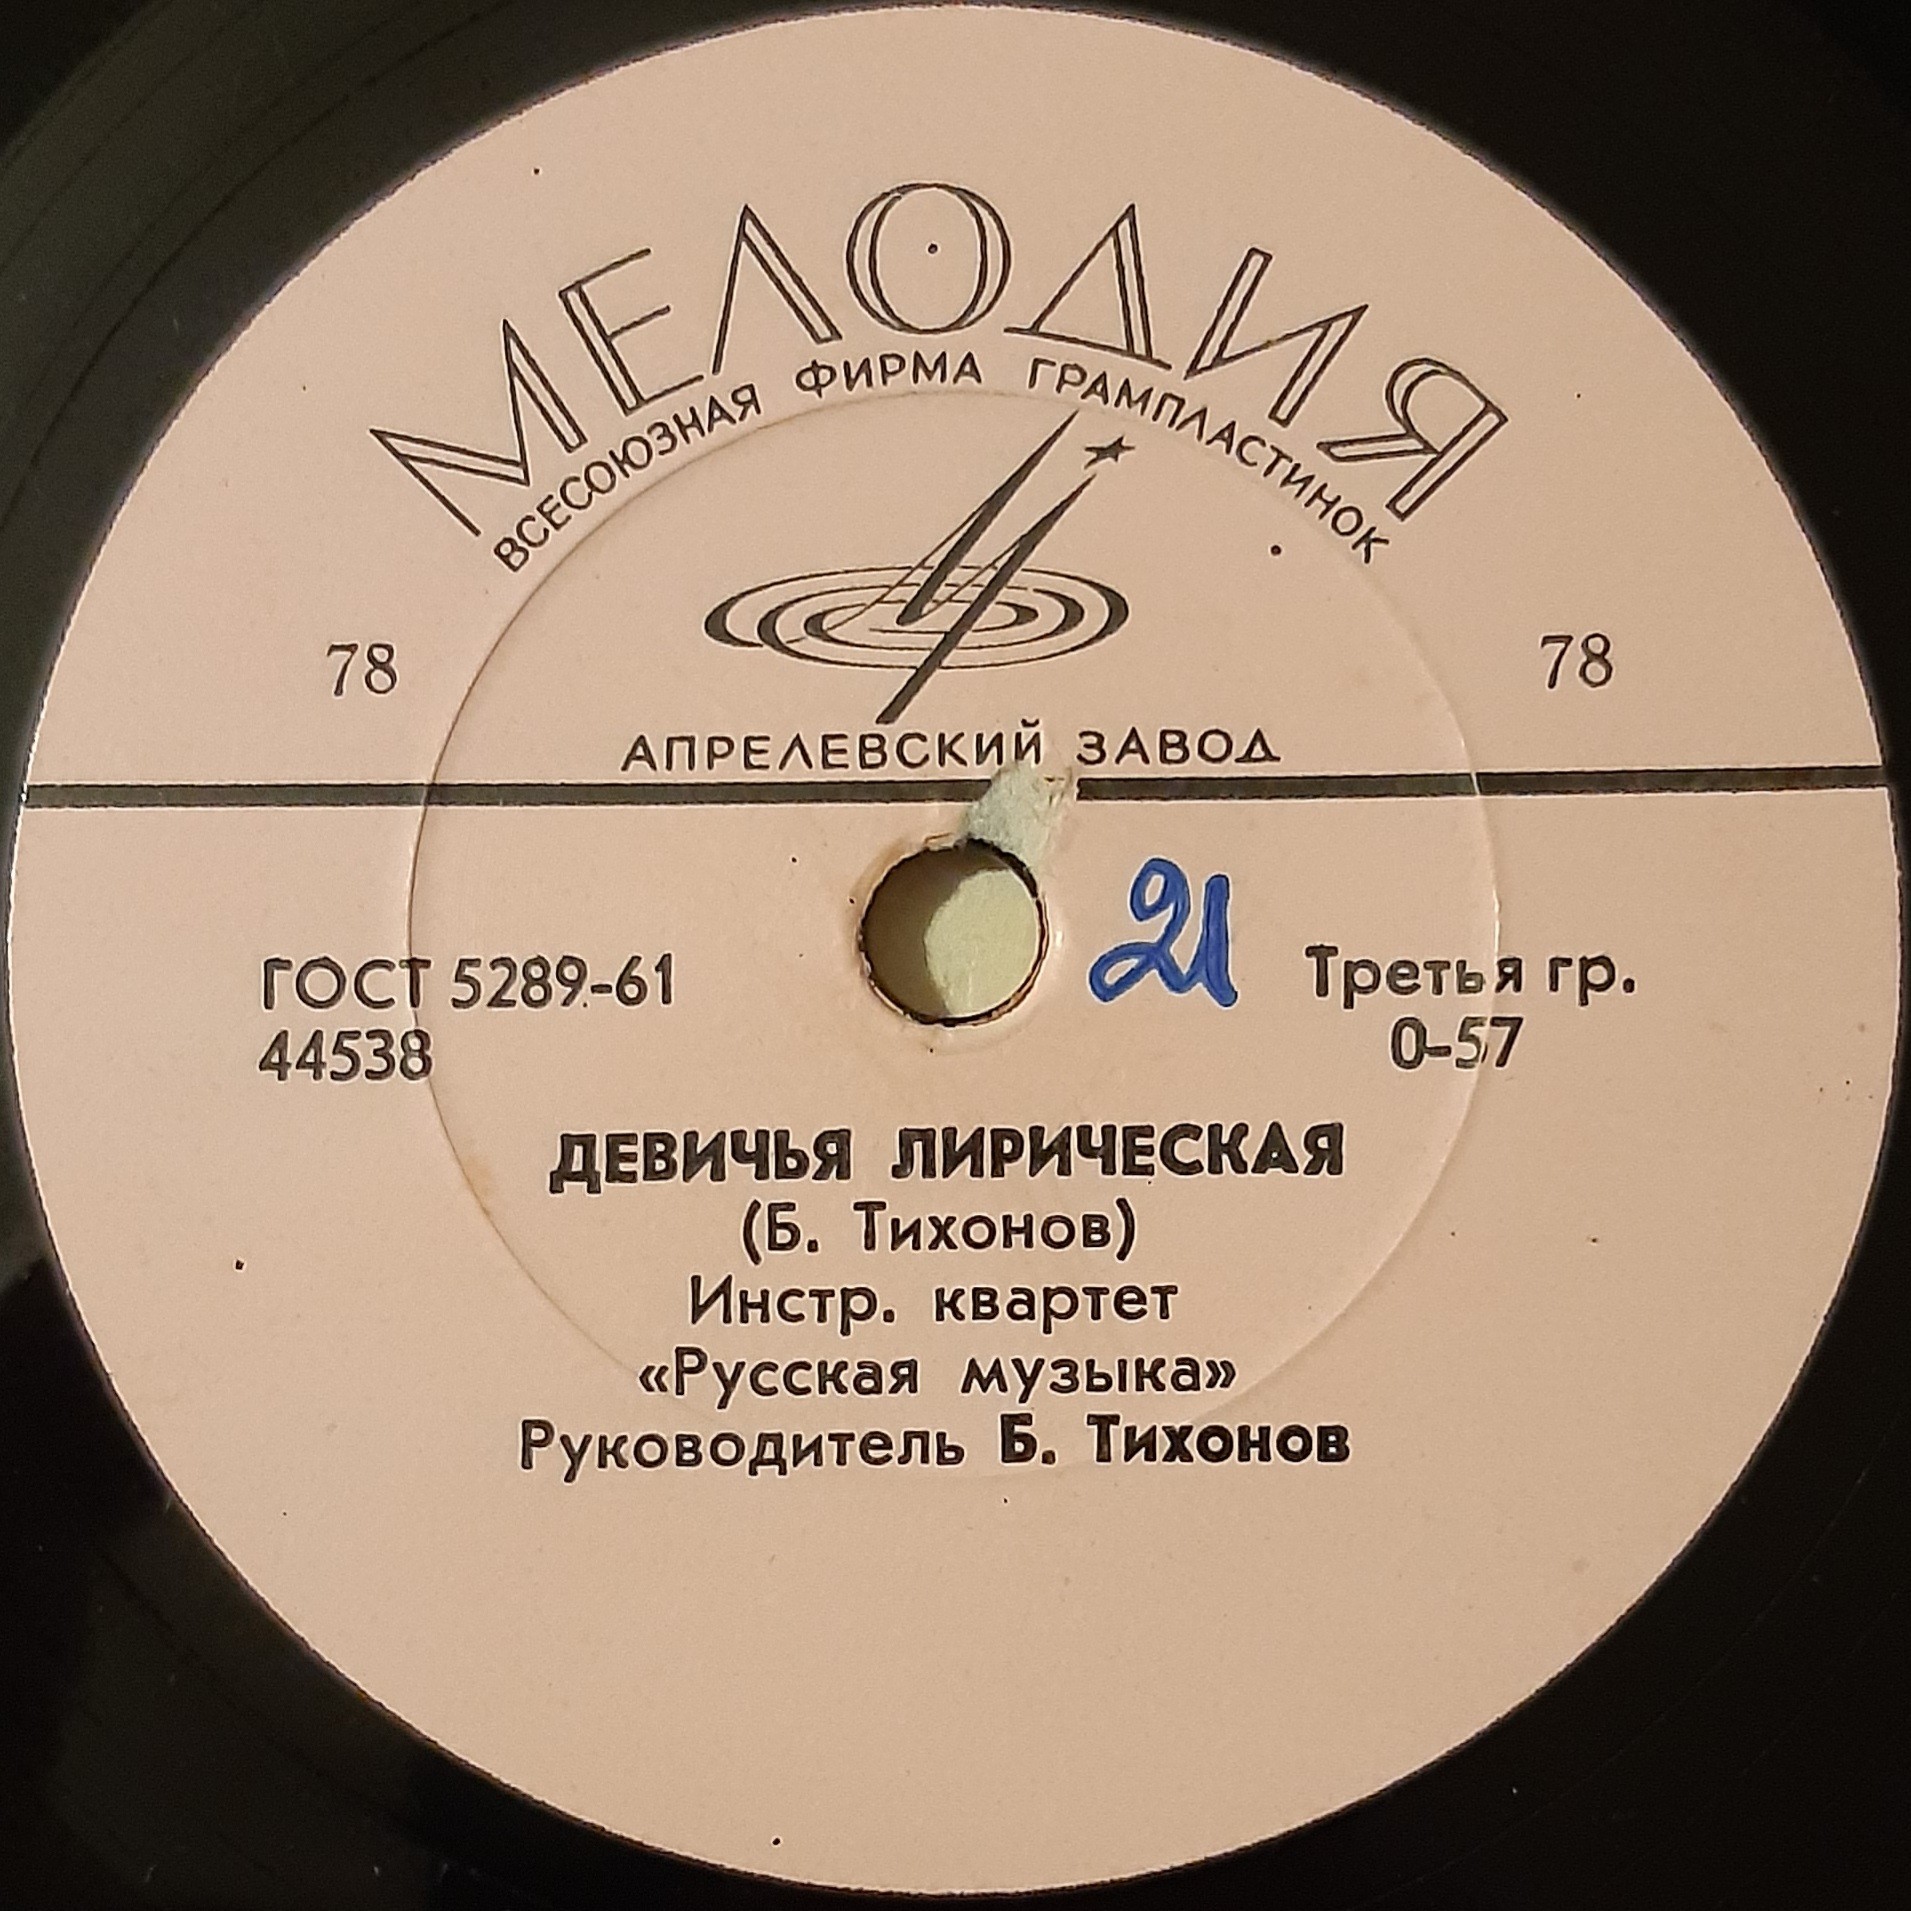 МЕЛОДИЯ
ВСЕСОЮЗНАЯ ФИРМА ГРАМПЛАСТИНОК
78 78
АПРЕЛЕВСКИЙ ЗАВОД
21
ГОСТ 5289-61 Третья гр.
44538 0-57
ДЕВИЧЬЯ ЛИРИЧЕСКАЯ
(Б. Тихонов)
Инстр. квартет
«Русская музыка»
Руководитель Б. Тихонов